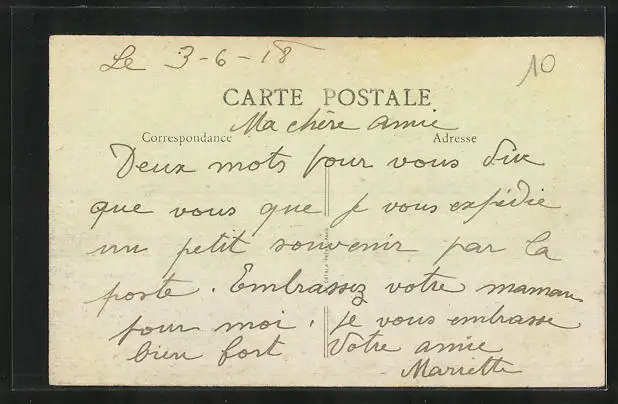 Le 3-6-18
10
CARTE POSTALE
Ma chère amie
Correspondance Adresse
Deux mots pour vous dire
que vous que je vous expédie
un petit souvenir par la
poste. Embrassez votre maman
pour moi. je vous embrasse
bien fort Votre amie
Mariette